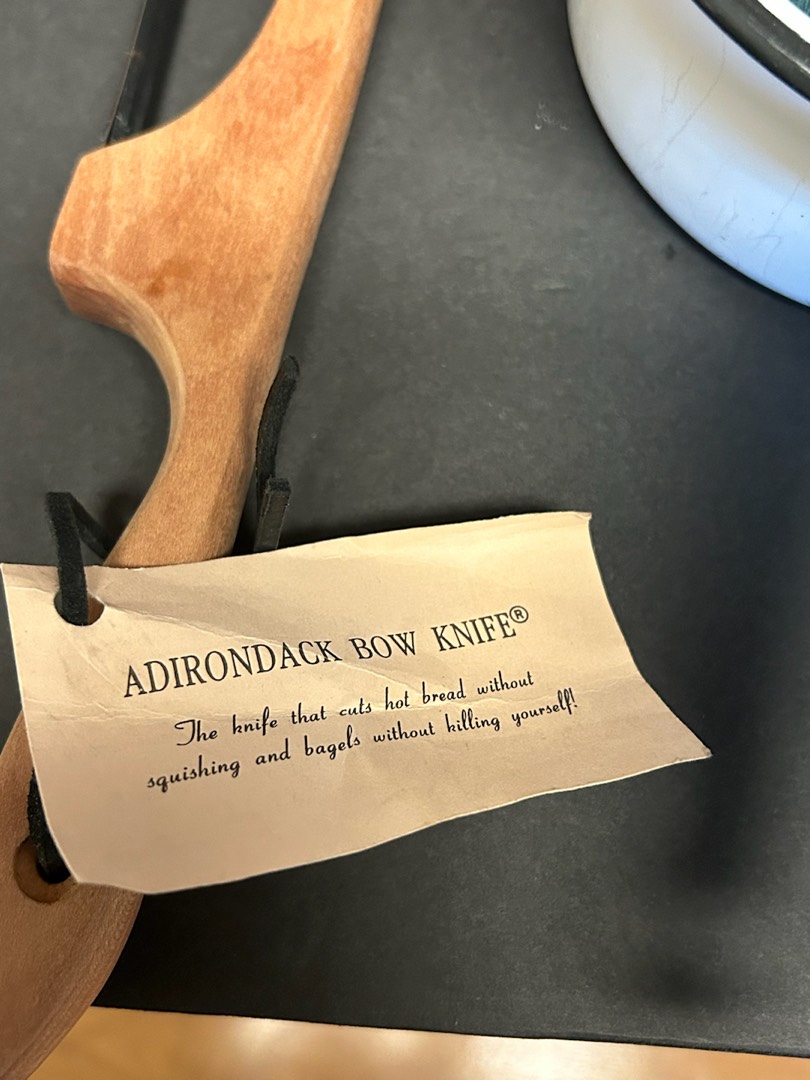 ADIRONDACK BOW KNIFE®
The knife that cuts hot bread without
squishing and bagels without killing yourself!